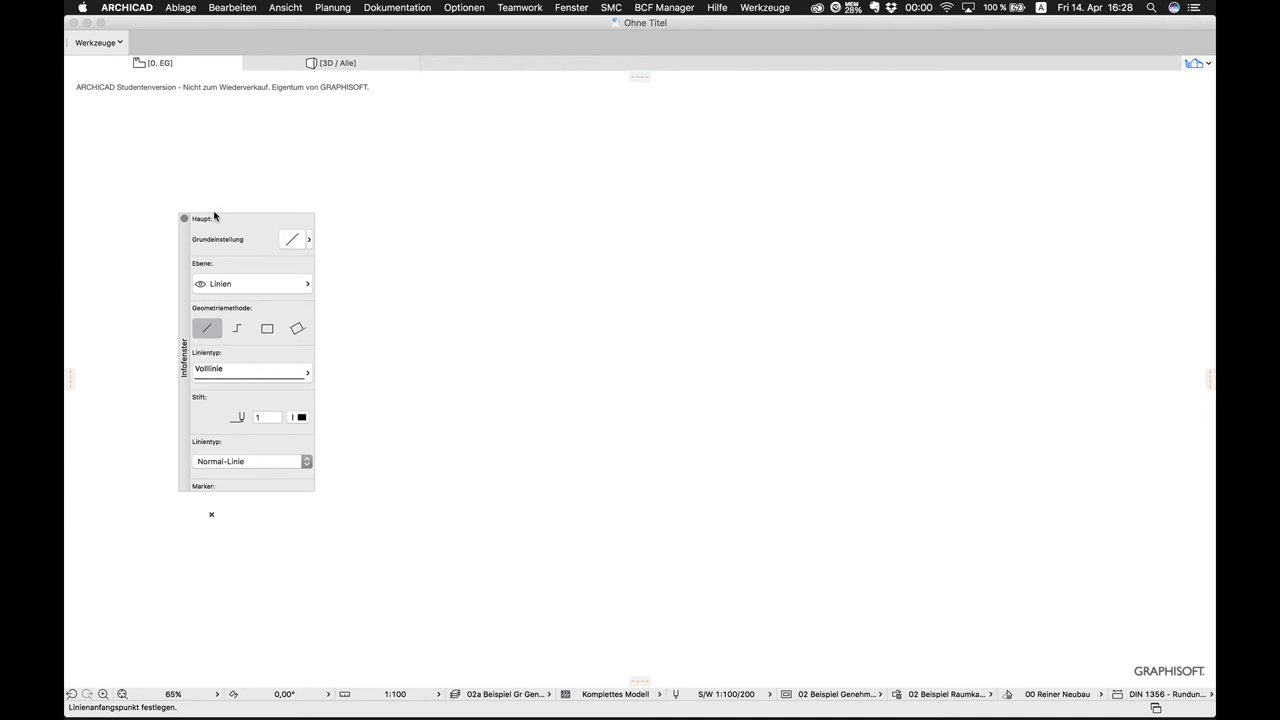 ARCHICAD Ablage Bearbeiten Ansicht Planung Dokumentation Optionen Teamwork Fenster SMC BCF Manager Hilfe Werkzeuge MEM 28% 00:00 100 % A Fri 14. Apr 16:28
Ohne Titel
Werkzeuge
[0. EG] [3D / Alle]
ARCHICAD Studentenversion - Nicht zum Wiederverkauf. Eigentum von GRAPHISOFT.
Haupt:
Grundeinstellung
Ebene:
Linien
Geometriemethode:
Linientyp:
Volllinie
Infofenster
Stift:
1
Linientyp:
Normal-Linie
Marker:
GRAPHISOFT.
65% 0,00° 1:100 02a Beispiel Gr Gen... Komplettes Modell S/W 1:100/200 02 Beispiel Genehm... 02 Beispiel Raumka... 00 Reiner Neubau DIN 1356 - Rundun...
Linienanfangspunkt festlegen.